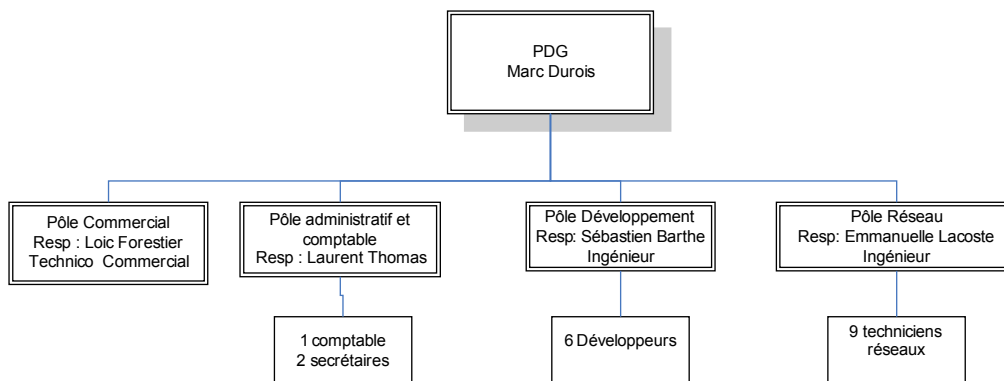 PDG
Marc Durois
Pôle Commercial
Resp : Loic Forestier
Technico Commercial
Pôle administratif et
comptable
Resp : Laurent Thomas
Pôle Développement
Resp: Sébastien Barthe
Ingénieur
Pôle Réseau
Resp: Emmanuelle Lacoste
Ingénieur
1 comptable
2 secrétaires
6 Développeurs
9 techniciens
réseaux